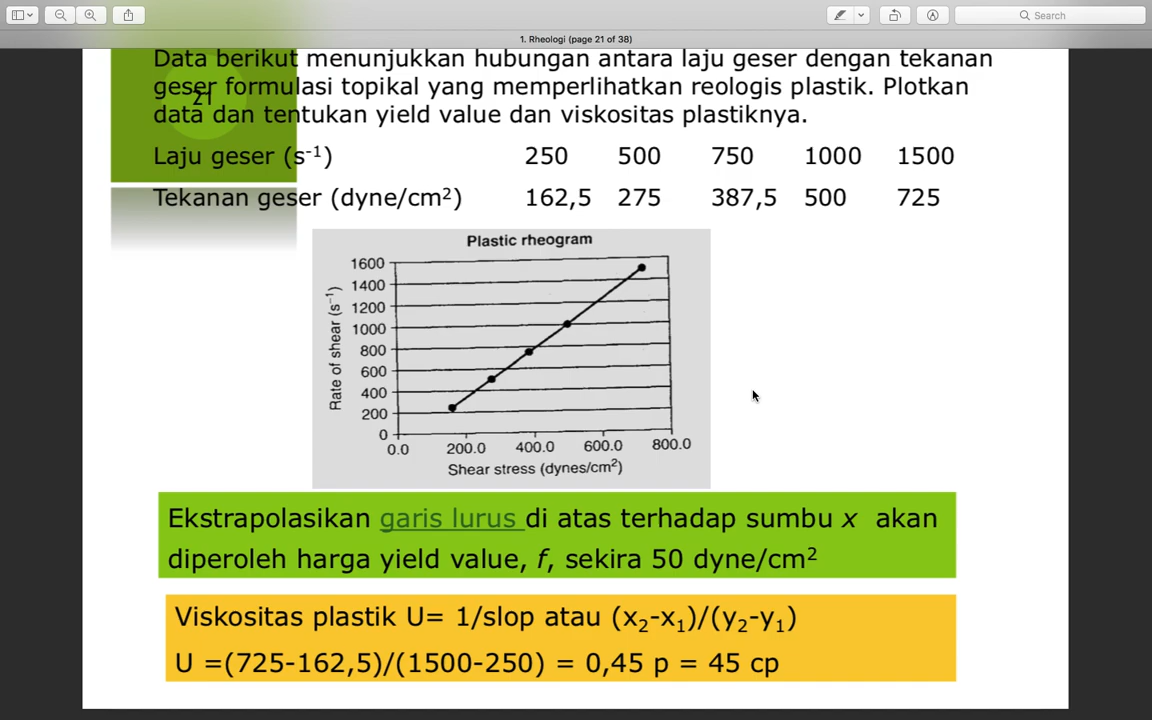 Search
1. Rheologi (page 21 of 38)
21
Data berikut menunjukkan hubungan antara laju geser dengan tekanan
geser formulasi topikal yang memperlihatkan reologis plastik. Plotkan
data dan tentukan yield value dan viskositas plastiknya.
Laju geser (s⁻¹) 250 500 750 1000 1500
Tekanan geser (dyne/cm²) 162,5 275 387,5 500 725
Plastic rheogram
1600
1400
1200
1000
800
600
400
200
0
Rate of shear (s⁻¹)
0.0 200.0 400.0 600.0 800.0
Shear stress (dynes/cm²)
Ekstrapolasikan garis lurus di atas terhadap sumbu x akan
diperoleh harga yield value, f, sekira 50 dyne/cm²
Viskositas plastik U= 1/slop atau (x₂-x₁)/(y₂-y₁)
U =(725-162,5)/(1500-250) = 0,45 p = 45 cp